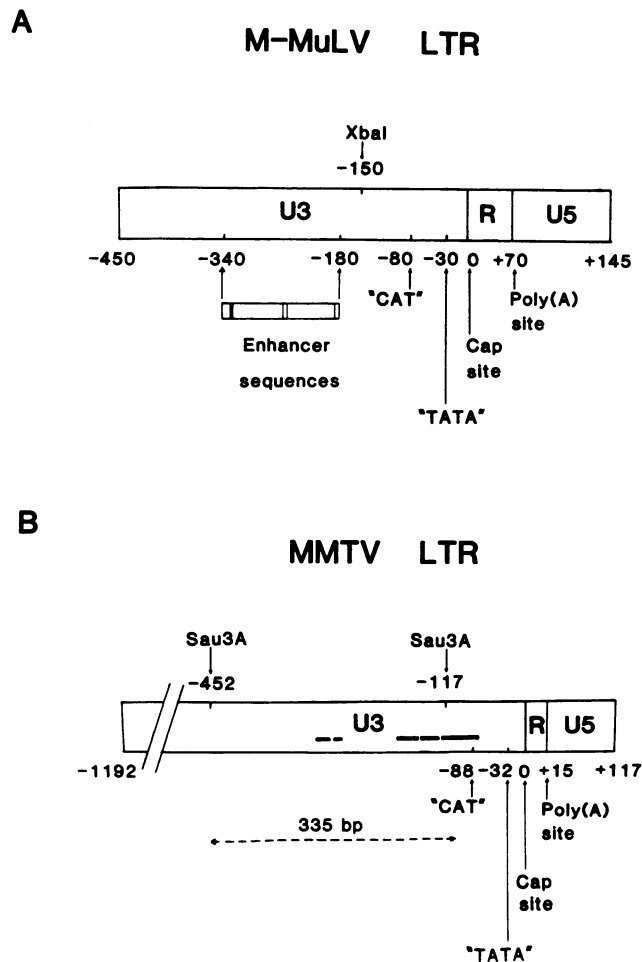 A
M-MuLV LTR
XbaI
-150
U3 R U5
-450 -340 -180 -80 -30 0 +70 +145
"CAT" Poly(A)
site
Enhancer
sequences
Cap
site
"TATA"
B
MMTV LTR
Sau3A Sau3A
-452 -117
U3 R U5
-1192 -88 -32 0 +15 +117
"CAT" Poly(A)
site
335 bp
Cap
site
"TATA"